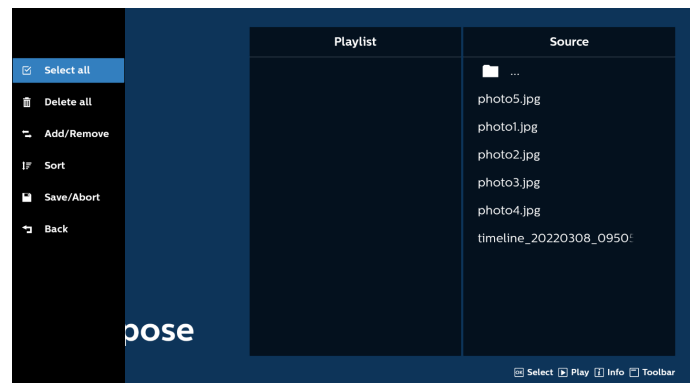 Select all
Delete all
Add/Remove
Sort
Save/Abort
Back
pose
Playlist
Source
...
photo5.jpg
photo1.jpg
photo2.jpg
photo3.jpg
photo4.jpg
timeline_20220308_0950
OK Select Play i Info Toolbar